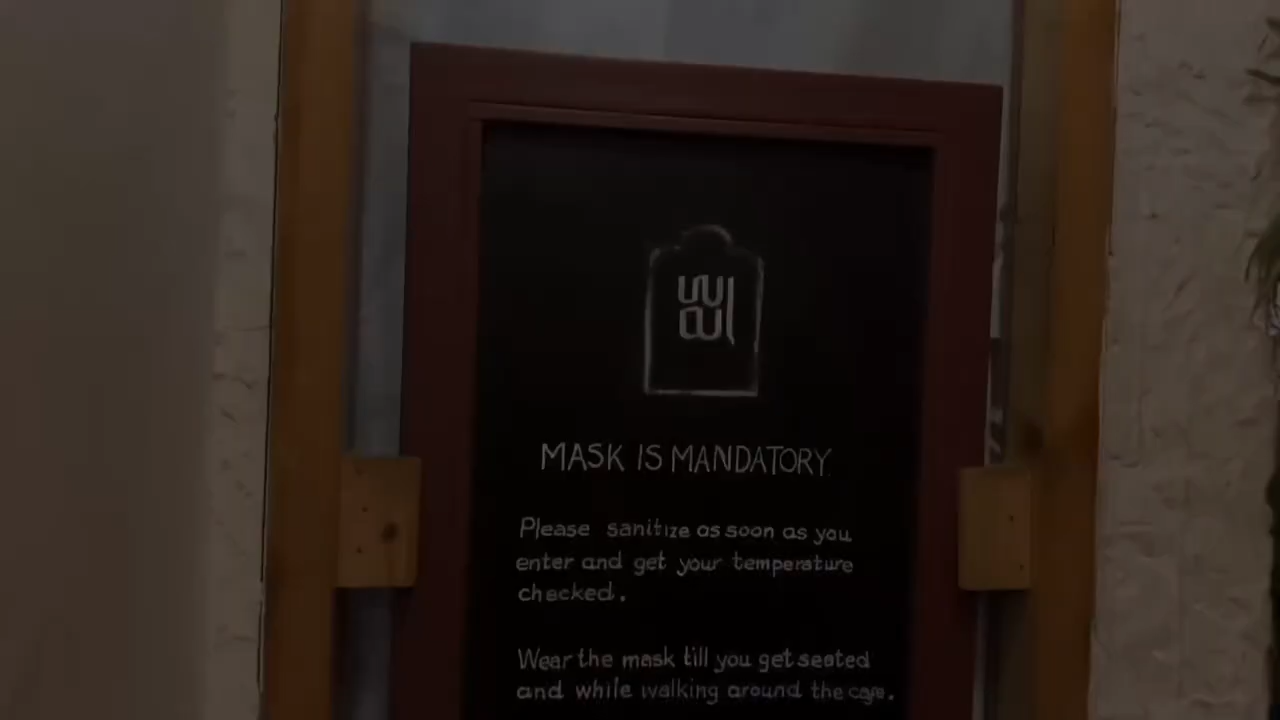 MASK IS MANDATORY.
Please sanitize as soon as you
enter and get your temperature
checked.
Wear the mask till you get seated
and while walking around the cafe.